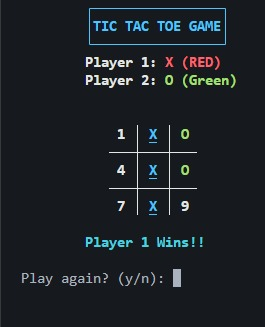 TIC TAC TOE GAME
Player 1: X (RED)
Player 2: O (Green)
1 X O
4 X O
7 X 9
Player 1 Wins!!
Play again? (y/n):